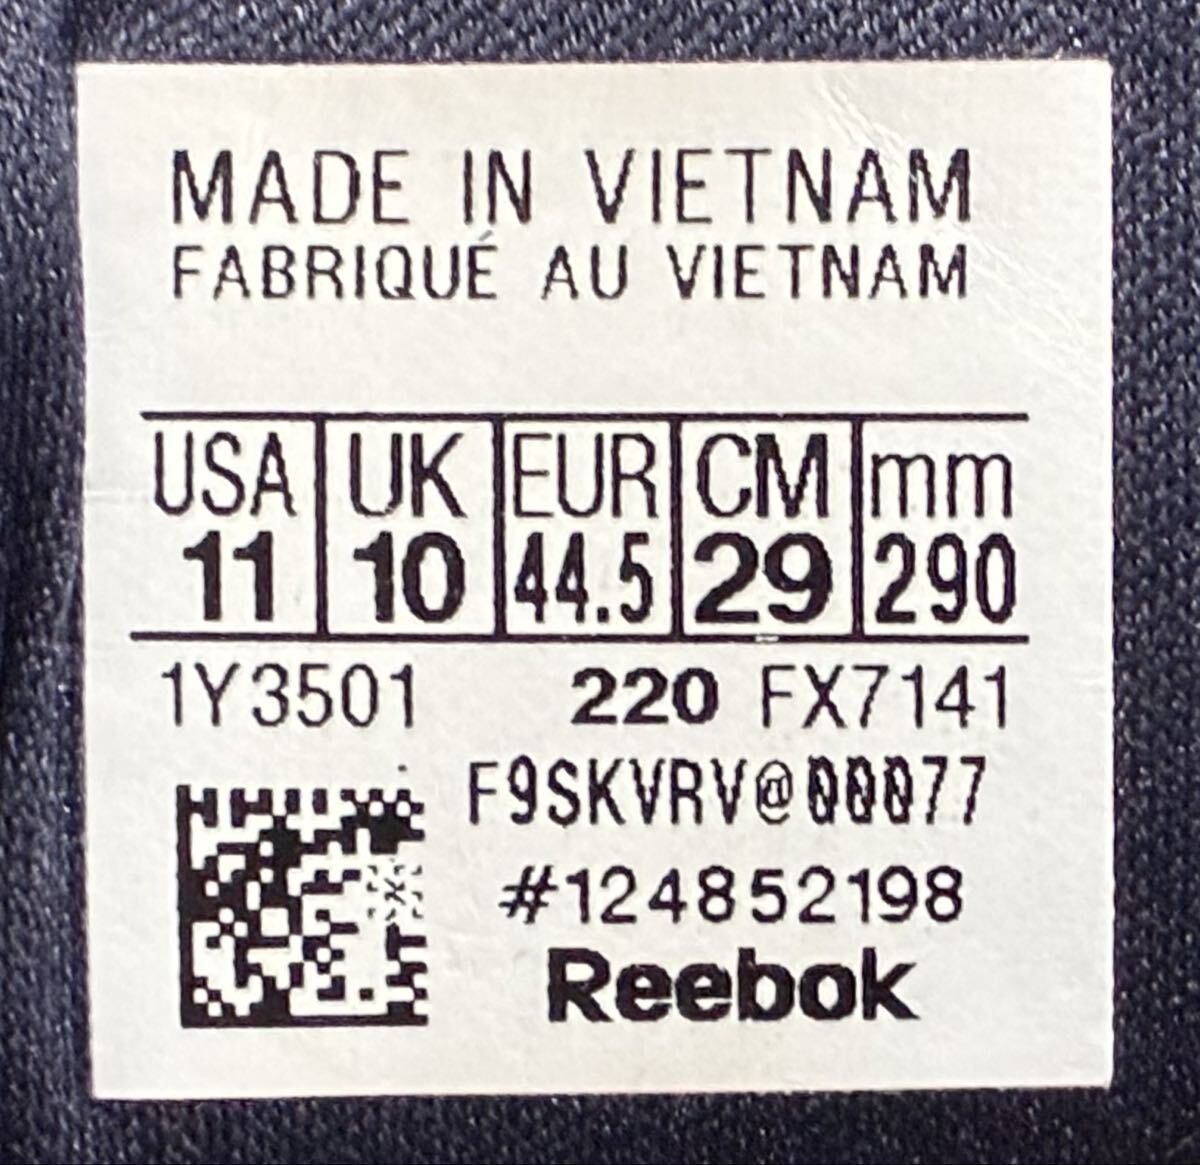 MADE IN VIETNAM
FABRIQUÉ AU VIETNAM
USA UK EUR CM mm
11 10 44.5 29 290
1Y3501 220 FX7141
F9SKVRV@00077
#124852198
Reebok